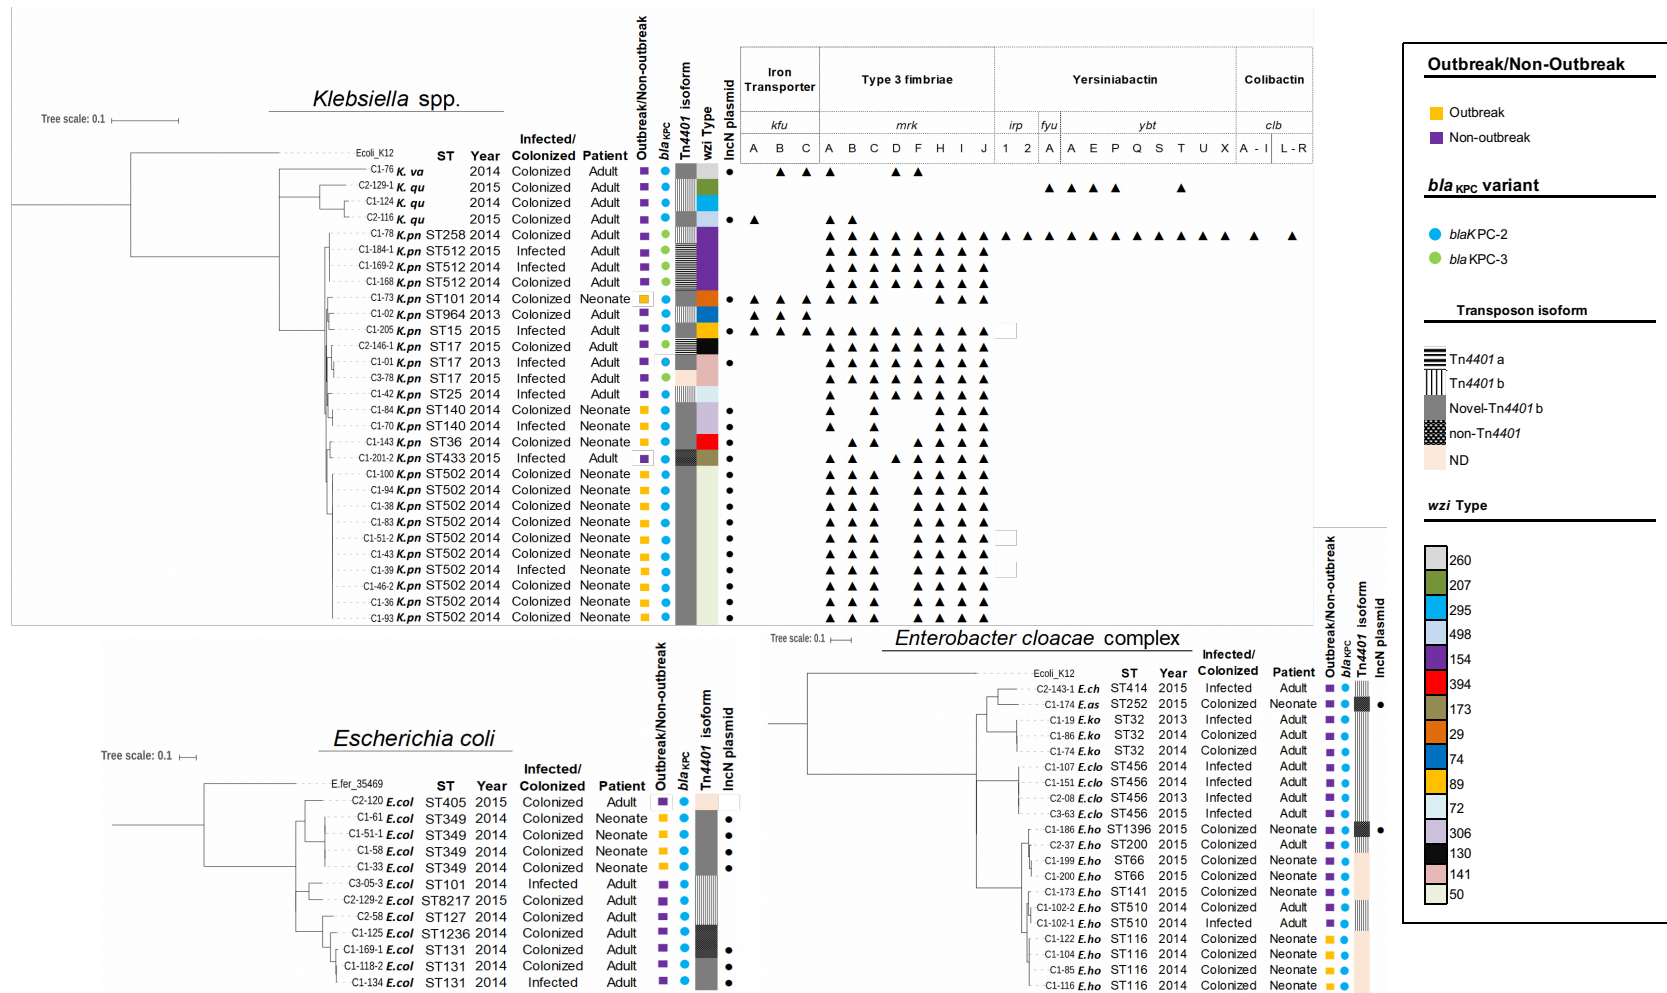 Klebsiella spp.
Tree scale: 0.1
Infected/
ST Year Colonized Patient Outbreak/Non-outbreak blaKPC Tn4401 isoform wzi Type IncN plasmid
Iron Transporter Type 3 fimbriae Yersiniabactin Colibactin
kfu mrk irp fyu ybt clb
A B C A B C D F H I J 1 2 A A E P Q S T U X A - I L - R
Ecoli_K12
C1-76 K. va 2014 Colonized Adult
C2-129-1 K. qu 2015 Colonized Adult
C1-124 K. qu 2014 Colonized Adult
C2-116 K. qu 2015 Colonized Adult
C1-78 K.pn ST258 2014 Colonized Adult
C1-184-1 K.pn ST512 2015 Infected Adult
C1-169-2 K.pn ST512 2014 Infected Adult
C1-168 K.pn ST512 2014 Infected Adult
C1-73 K.pn ST101 2014 Colonized Neonate
C1-02 K.pn ST964 2013 Colonized Adult
C1-205 K.pn ST15 2015 Infected Adult
C2-146-1 K.pn ST17 2015 Colonized Adult
C1-01 K.pn ST17 2013 Infected Adult
C3-78 K.pn ST17 2015 Infected Adult
C1-42 K.pn ST25 2014 Infected Adult
C1-84 K.pn ST140 2014 Colonized Neonate
C1-70 K.pn ST140 2014 Infected Neonate
C1-143 K.pn ST36 2014 Colonized Neonate
C1-201-2 K.pn ST433 2015 Infected Adult
C1-100 K.pn ST502 2014 Colonized Neonate
C1-94 K.pn ST502 2014 Colonized Neonate
C1-38 K.pn ST502 2014 Colonized Neonate
C1-83 K.pn ST502 2014 Colonized Neonate
C1-51-2 K.pn ST502 2014 Colonized Neonate
C1-43 K.pn ST502 2014 Colonized Neonate
C1-39 K.pn ST502 2014 Infected Neonate
C1-46-2 K.pn ST502 2014 Colonized Neonate
C1-36 K.pn ST502 2014 Colonized Neonate
C1-93 K.pn ST502 2014 Colonized Neonate
Escherichia coli
Tree scale: 0.1
Infected/
ST Year Colonized Patient Outbreak/Non-outbreak blaKPC Tn4401 isoform IncN plasmid
E.fer_35469
C2-120 E.col ST405 2015 Colonized Adult
C1-61 E.col ST349 2014 Colonized Neonate
C1-51-1 E.col ST349 2014 Colonized Neonate
C1-58 E.col ST349 2014 Colonized Neonate
C1-33 E.col ST349 2014 Colonized Neonate
C3-05-3 E.col ST101 2014 Infected Adult
C2-129-2 E.col ST8217 2015 Colonized Adult
C2-58 E.col ST127 2014 Colonized Adult
C1-125 E.col ST1236 2014 Colonized Adult
C1-169-1 E.col ST131 2014 Colonized Adult
C1-118-2 E.col ST131 2014 Colonized Adult
C1-134 E.col ST131 2014 Infected Adult
Enterobacter cloacae complex
Tree scale: 0.1
Infected/
ST Year Colonized Patient Outbreak/Non-outbreak blaKPC Tn4401 isoform IncN plasmid
Ecoli_K12
C2-143-1 E.ch ST414 2015 Infected Adult
C1-174 E.as ST252 2015 Colonized Neonate
C1-19 E.ko ST32 2013 Infected Adult
C1-86 E.ko ST32 2014 Colonized Adult
C1-74 E.ko ST32 2014 Colonized Adult
C1-107 E.clo ST456 2014 Infected Adult
C1-151 E.clo ST456 2014 Infected Adult
C2-08 E.clo ST456 2013 Infected Adult
C3-63 E.clo ST456 2015 Infected Adult
C1-186 E.ho ST1396 2015 Colonized Neonate
C2-37 E.ho ST200 2015 Colonized Adult
C1-199 E.ho ST66 2015 Colonized Neonate
C1-200 E.ho ST66 2015 Colonized Neonate
C1-173 E.ho ST141 2015 Colonized Neonate
C1-102-2 E.ho ST510 2014 Colonized Adult
C1-102-1 E.ho ST510 2014 Infected Adult
C1-122 E.ho ST116 2014 Colonized Neonate
C1-104 E.ho ST116 2014 Colonized Neonate
C1-85 E.ho ST116 2014 Colonized Neonate
C1-116 E.ho ST116 2014 Colonized Neonate
Outbreak/Non-Outbreak
Outbreak
Non-outbreak
bla KPC variant
blaKPC-2
bla KPC-3
Transposon isoform
Tn4401 a
Tn4401 b
Novel-Tn4401 b
non-Tn4401
ND
wzi Type
260
207
295
498
154
394
173
29
74
89
72
306
130
141
50